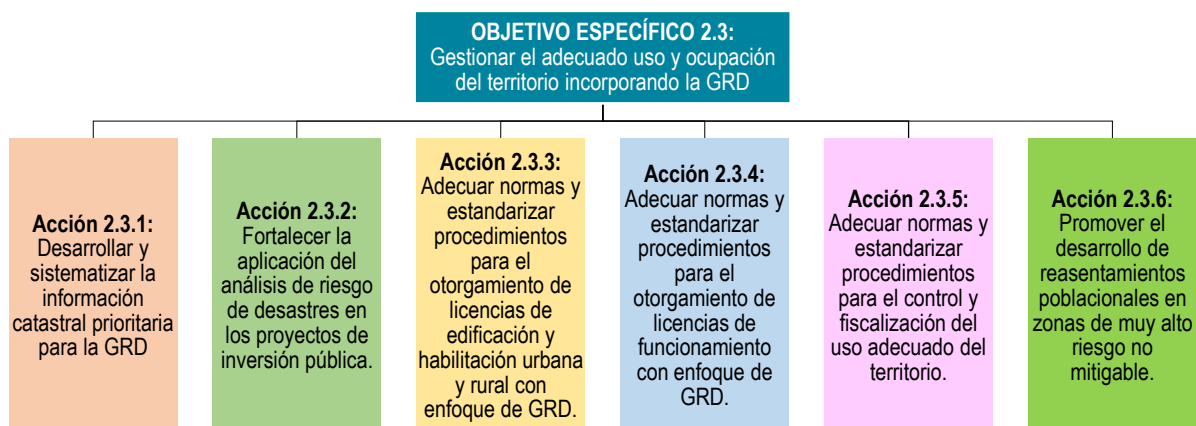 OBJETIVO ESPECÍFICO 2.3:
Gestionar el adecuado uso y ocupación
del territorio incorporando la GRD
Acción 2.3.1:
Desarrollar y
sistematizar la
información
catastral prioritaria
para la GRD
Acción 2.3.2:
Fortalecer la
aplicación del
análisis de riesgo
de desastres en
los proyectos de
inversión pública.
Acción 2.3.3:
Adecuar normas y
estandarizar
procedimientos
para el
otorgamiento de
licencias de
edificación y
habilitación urbana
y rural con
enfoque de GRD.
Acción 2.3.4:
Adecuar normas y
estandarizar
procedimientos
para el
otorgamiento de
licencias de
funcionamiento
con enfoque de
GRD.
Acción 2.3.5:
Adecuar normas y
estandarizar
procedimientos
para el control y
fiscalización del
uso adecuado del
territorio.
Acción 2.3.6:
Promover el
desarrollo de
reasentamientos
poblacionales en
zonas de muy alto
riesgo no
mitigable.